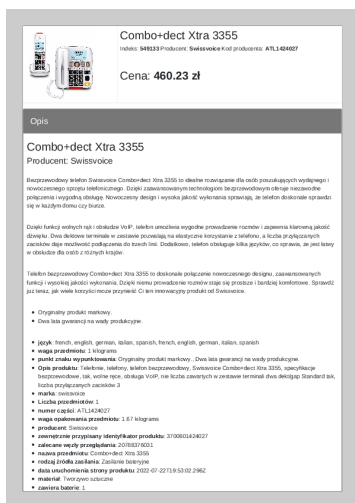 Combo+dect Xtra 3355
Indeks: 549133 Producent: Swissvoice Kod producenta: ATL1424027
Cena: 460.23 zł
Opis
Combo+dect Xtra 3355
Producent: Swissvoice
Bezprzewodowy telefon Swissvoice Combo+dect Xtra 3355 to idealne rozwiązanie dla osób poszukujących wydajnego i
nowoczesnego sprzętu telefonicznego. Dzięki zaawansowanym technologiom bezprzewodowym oferuje niezawodne
połączenia i wygodną obsługę. Nowoczesny design i wysoka jakość wykonania sprawiają, że telefon doskonale sprawdzi
się w każdym domu czy biurze.
Dzięki funkcji wolnych rąk i obsłudze VoIP, telefon umożliwia wygodne prowadzenie rozmów i zapewnia klarowną jakość
dźwięku. Dwa dektowe terminale w zestawie pozwalają na elastyczne korzystanie z telefonu, a liczba przyłączanych
zacisków daje możliwość podłączenia do trzech linii. Dodatkowo, telefon obsługuje kilka języków, co sprawia, że jest łatwy
w obsłudze dla osób z różnych krajów.
Telefon bezprzewodowy Combo+dect Xtra 3355 to doskonałe połączenie nowoczesnego designu, zaawansowanych
funkcji i wysokiej jakości wykonania. Dzięki niemu prowadzenie rozmów staje się prostsze i bardziej komfortowe. Sprawdź
już teraz, jak wiele korzyści może przynieść Ci ten innowacyjny produkt od Swissvoice.
Oryginalny produkt markowy.
Dwa lata gwarancji na wady produkcyjne.
język: french, english, german, italian, spanish, french, english, german, italian, spanish
waga przedmiotu: 1 kilograms
punkt znaku wypunktowania: Oryginalny produkt markowy., Dwa lata gwarancji na wady produkcyjne.
Opis produktu: Telefonie, telefony, telefon bezprzewodowy, Swissvoice Combo+dect Xtra 3355, specyfikacje
bezprzewodowe, tak, wolne ręce, obsługa VoIP, nie liczba zawartych w zestawie terminali dwa dekt/gap Standard tak,
liczba przyłączanych zacisków 3
marka: swissvoice
Liczba przedmiotów: 1
numer części: ATL1424027
waga opakowania przedmiotu: 1.67 kilograms
producent: Swissvoice
zewnętrznie przypisany identyfikator produktu: 3700601424027
zalecane węzły przeglądania: 20788376031
nazwa przedmiotu: Combo+dect Xtra 3355
rodzaj źródła zasilania: Zasilanie bateryjne
data uruchomienia strony produktu: 2022-07-22T19:53:02.296Z
materiał: Tworzywo sztuczne
zawiera baterie: 1